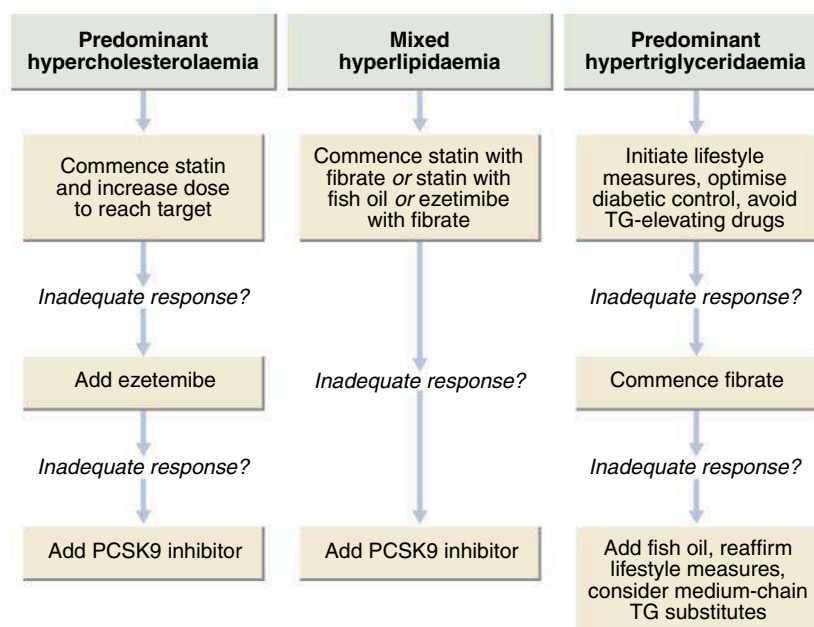 Predominant
hypercholesterolaemia
Commence statin
and increase dose
to reach target
Inadequate response?
Add ezetemibe
Inadequate response?
Add PCSK9 inhibitor
Mixed
hyperlipidaemia
Commence statin with
fibrate or statin with
fish oil or ezetimibe
with fibrate
Inadequate response?
Add PCSK9 inhibitor
Predominant
hypertriglyceridaemia
Initiate lifestyle
measures, optimise
diabetic control, avoid
TG-elevating drugs
Inadequate response?
Commence fibrate
Inadequate response?
Add fish oil, reaffirm
lifestyle measures,
consider medium-chain
TG substitutes